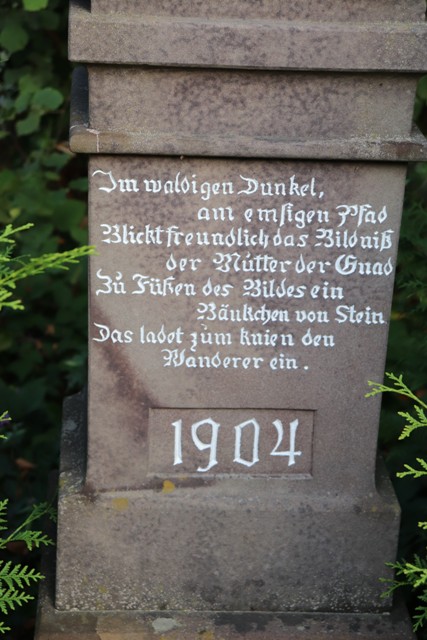 Im waldigen Dunkel,
am emsigen Pfad
Blickt freundlich das Bildniß
der Mutter der Gnad
Zu Füßen des Bildes ein
Bänkchen von Stein
Das ladet zum knien den
Wanderer ein.
1904